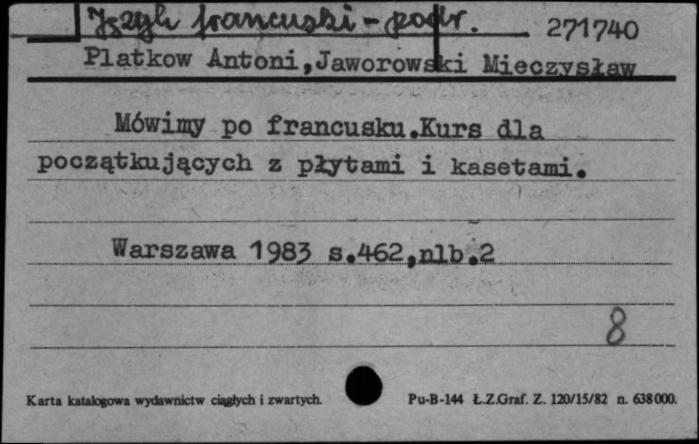 Język francuski - podr. 271740
Platkow Antoni,Jaworowski Mieczysław
Mówimy po francusku.Kurs dla
początkujących z płytami i kasetami.
Warszawa 1983 s.462,nlb.2
8
Karta katalogowa wydawnictw ciągłych i zwartych. Pu-B-144 Ł.Z.Graf. Z. 120/15/82 n. 638000.